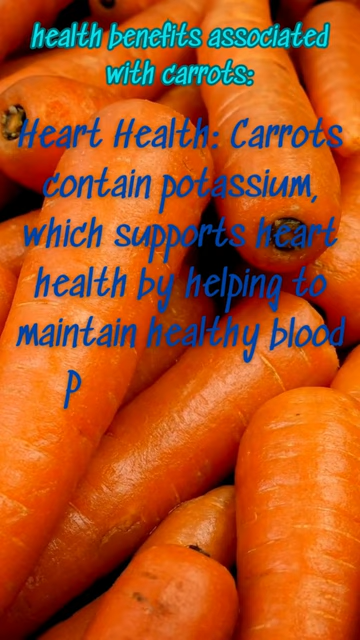 health benefits associated
with carrots:
Heart Health: Carrots
contain potassium,
which supports heart
health by helping to
maintain healthy blood
p